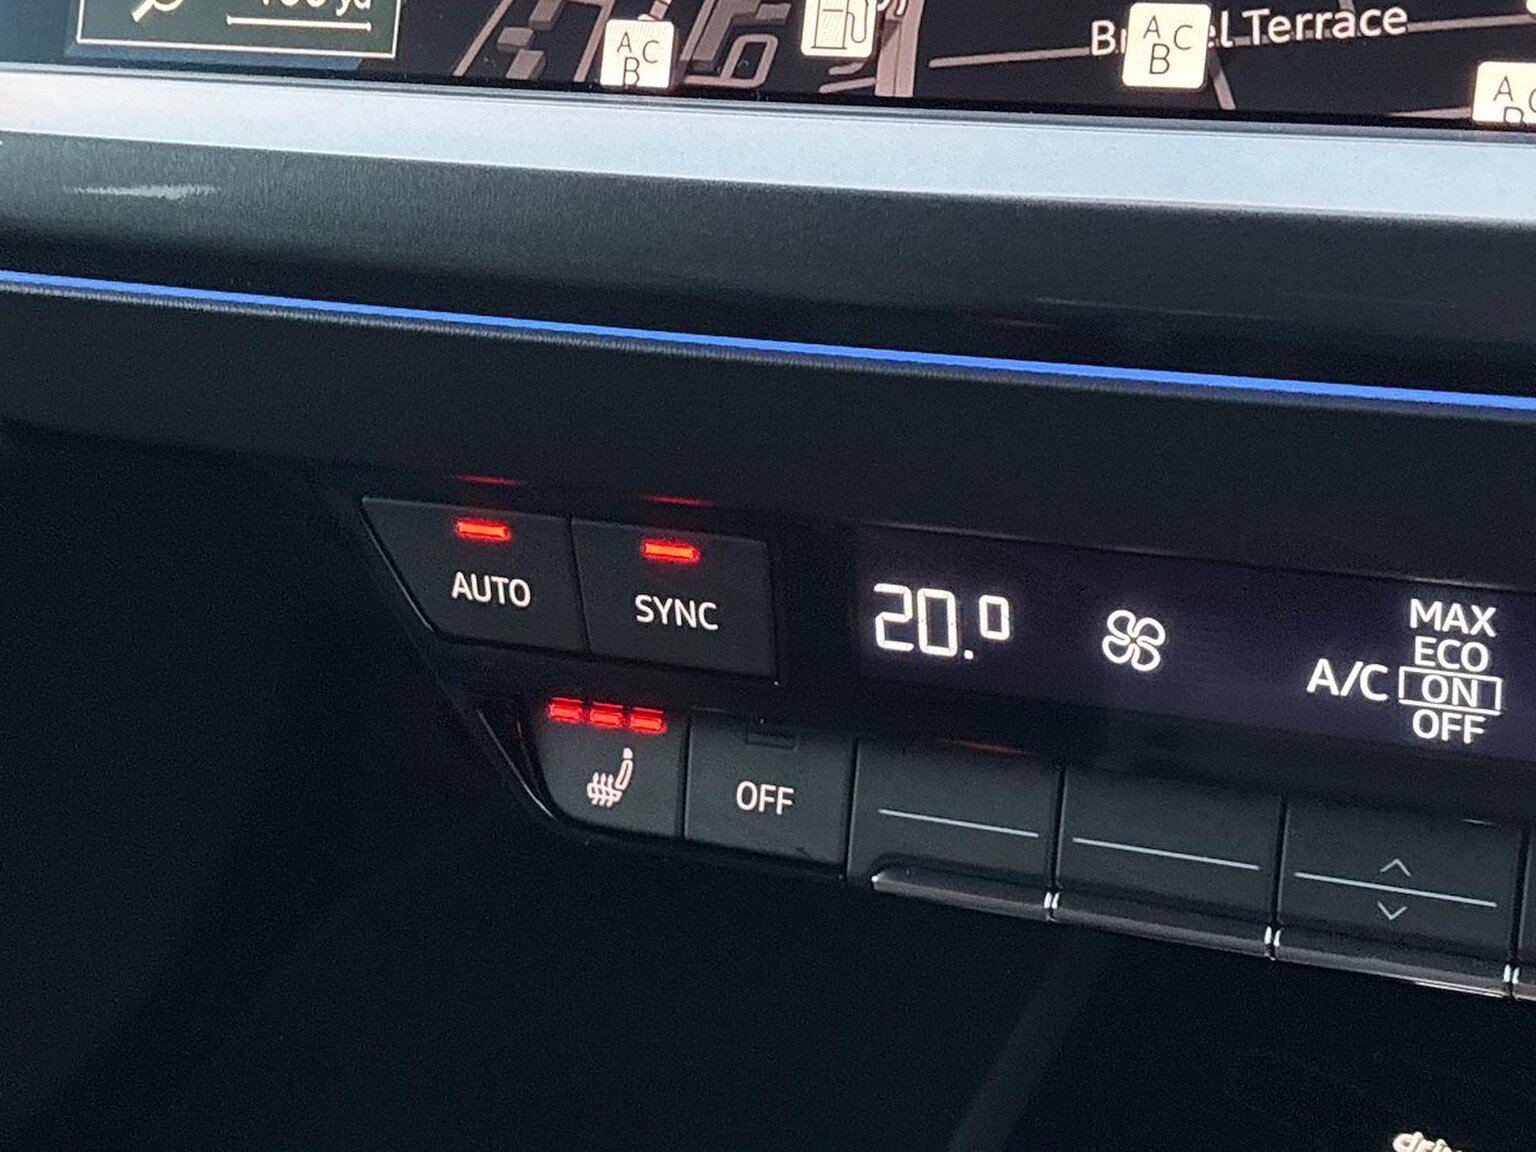 A C
B
A C
B
Terrace
A
AUTO
SYNC
20.0
MAX
ECO
A/C ON
OFF
OFF